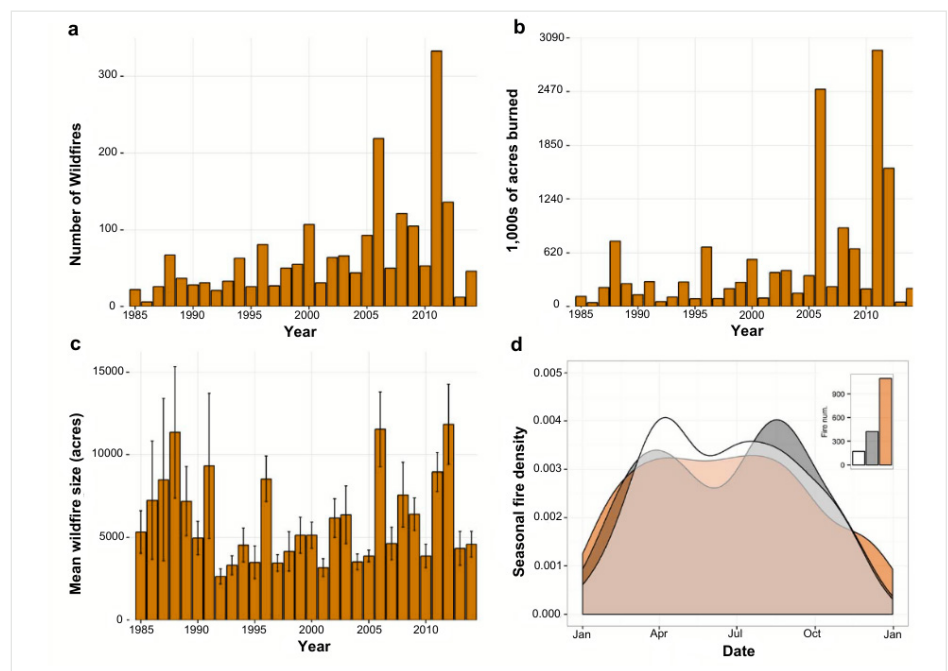 a
Number of Wildfires
300
200
100
0
1985
1990
1995
2000
2005
2010
Year
b
1,000s of acres burned
3090
2470
1850
1240
620
0
1985
1990
1995
2000
2005
2010
Year
c
Mean wildfire size (acres)
15000
10000
5000
0
1985
1990
1995
2000
2005
2010
Year
d
Seasonal fire density
0.005
0.004
0.003
0.002
0.001
0.000
Jan
Apr
Jul
Oct
Jan
Date
Fire num.
900
600
300
0